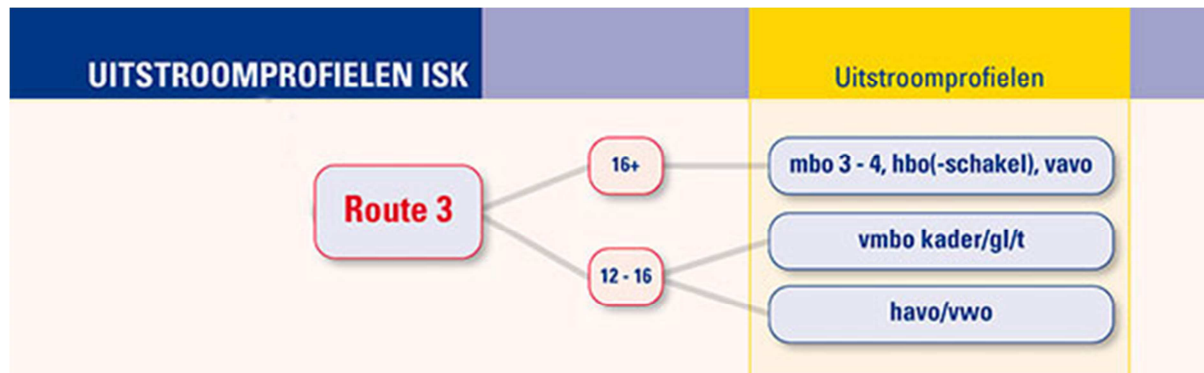 UITSTROOMPROFIELEN ISK
Uitstroomprofielen
Route 3
16+
mbo 3 - 4, hbo(-schakel), vavo
12 - 16
vmbo kader/gl/t
havo/vwo